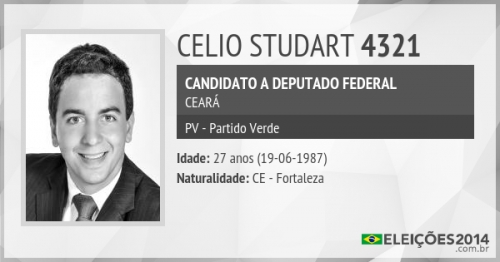 CELIO STUDART 4321
CANDIDATO A DEPUTADO FEDERAL
CEARÁ
PV - Partido Verde
Idade: 27 anos (19-06-1987)
Naturalidade: CE - Fortaleza
ELEIÇÕES2014
.com.br